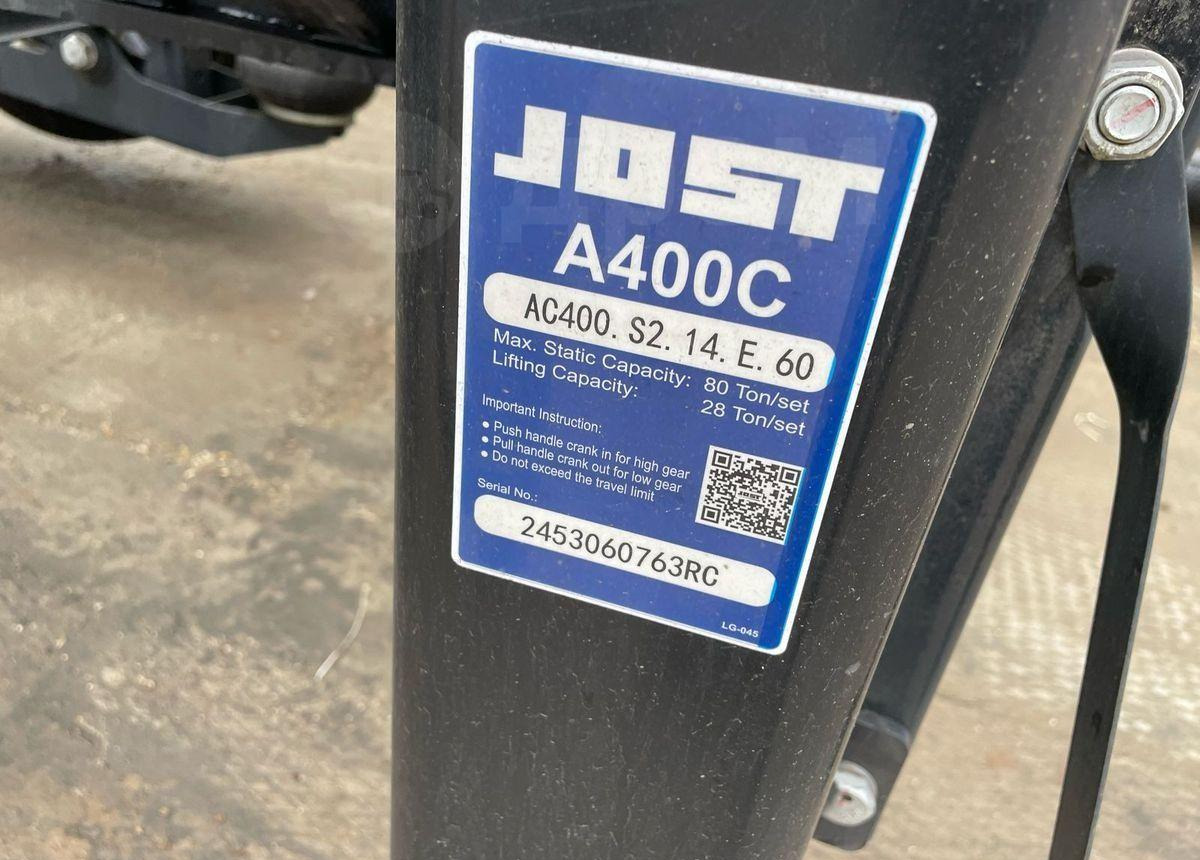 JOST
A400C
AC400. S2. 14. E. 60
Max. Static Capacity: 80 Ton/set
Lifting Capacity: 28 Ton/set
Important Instruction:
● Push handle crank in for high gear
● Pull handle crank out for low gear
● Do not exceed the travel limit
Serial No.:
2453060763RC
LG-045